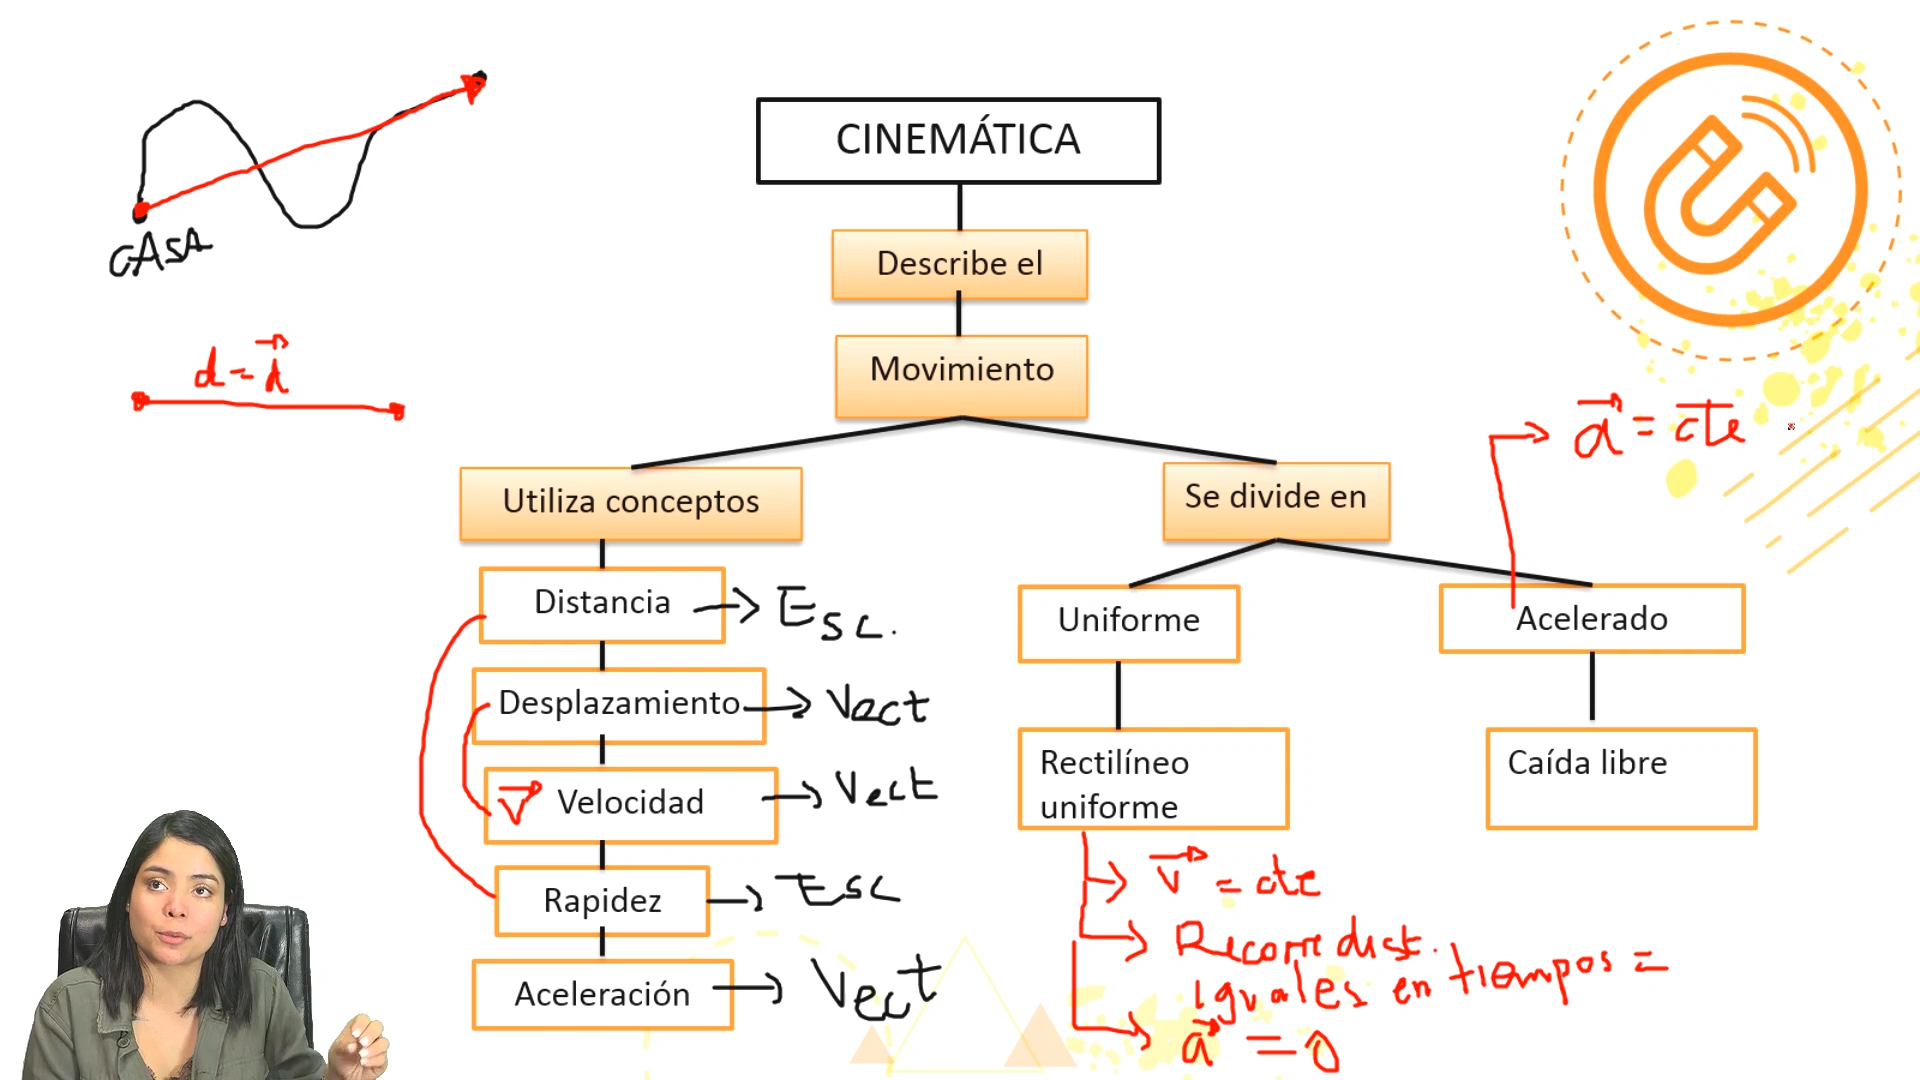 CINEMÁTICA
Describe el
Movimiento
CASA
d = d
Utiliza conceptos
Se divide en
a = cte
Distancia → Esc.
Desplazamiento → Vect
V Velocidad → Vect
Rapidez → Esc
Aceleración → Vect
Uniforme
Acelerado
Rectilíneo
uniforme
Caída libre
→ V = cte
→ Recorre dist.
iguales en tiempos =
→ a = 0